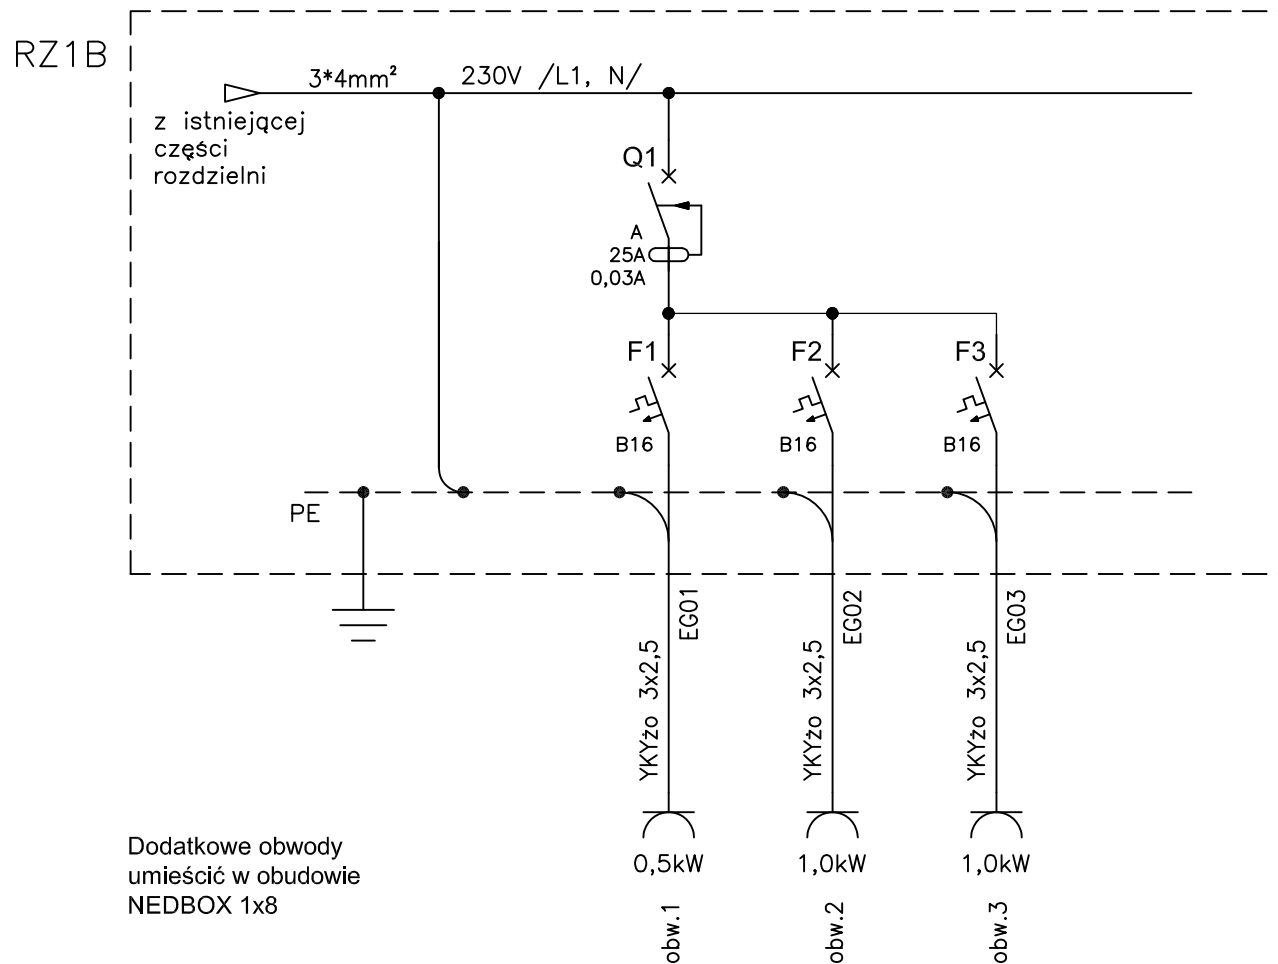 RZ1B
3*4mm²
230V /L1, N/
z istniejącej
części
rozdzielni
Q1
A
25A
0,03A
F1
F2
F3
B16
B16
B16
PE
EG01
EG02
EG03
YKYżo 3x2,5
YKYżo 3x2,5
YKYżo 3x2,5
Dodatkowe obwody
umieścić w obudowie
NEDBOX 1x8
0,5kW
1,0kW
1,0kW
obw.1
obw.2
obw.3